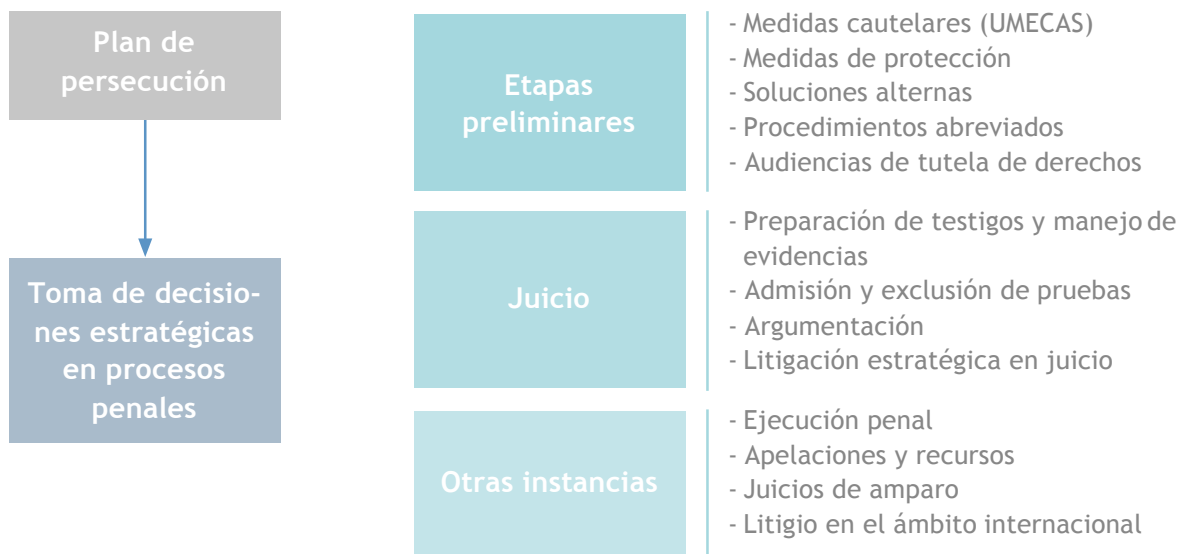 Plan de
persecución
Toma de decisio-
nes estratégicas
en procesos
penales
Etapas
preliminares
- Medidas cautelares (UMECAS)
- Medidas de protección
- Soluciones alternas
- Procedimientos abreviados
- Audiencias de tutela de derechos
Juicio
- Preparación de testigos y manejo de
evidencias
- Admisión y exclusión de pruebas
- Argumentación
- Litigación estratégica en juicio
Otras instancias
- Ejecución penal
- Apelaciones y recursos
- Juicios de amparo
- Litigio en el ámbito internacional